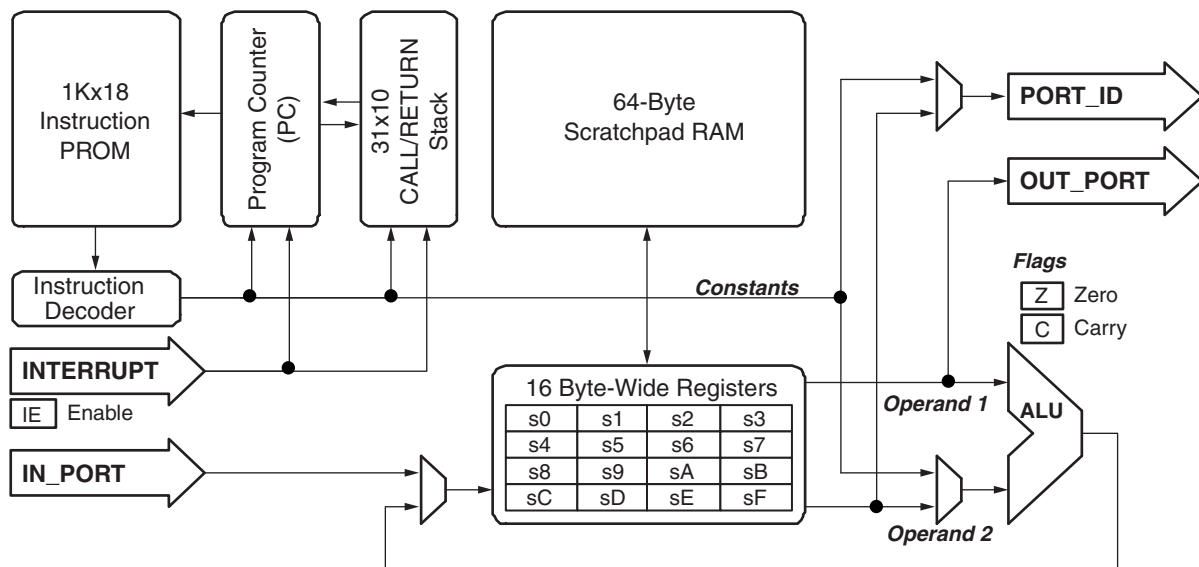 1Kx18
Instruction
PROM
Program Counter
(PC)
31x10
CALL/RETURN
Stack
64-Byte
Scratchpad RAM
PORT_ID
OUT_PORT
Instruction
Decoder
Constants
Flags
Z Zero
C Carry
INTERRUPT
IE Enable
IN_PORT
16 Byte-Wide Registers
s0 s1 s2 s3
s4 s5 s6 s7
s8 s9 sA sB
sC sD sE sF
Operand 1
ALU
Operand 2